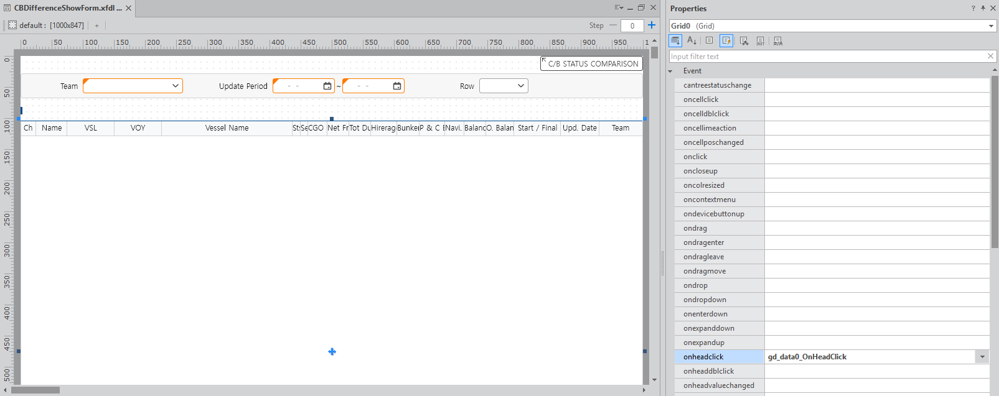 CBDifferenceShowForm.xfdl ...
default : [1000x847] +
Step 0
0 50 100 150 200 250 300 350 400 450 500 550 600 650 700 750 800 850 900 950 1
0
50
100
150
200
250
300
350
400
450
500
C/B STATUS COMPARISON
Team
Update Period - - ~ - -
Row
Ch Name VSL VOY Vessel Name St Se CGO Net Fr Tot Du Hirerag Bunker P & C E Navi. Balanc O. Balan Start / Final Upd. Date Team
Properties
Grid0 (Grid)
Input filter text
Event
cantreestatuschange
oncellclick
oncelldblclick
oncellimeaction
oncellposchanged
onclick
oncloseup
oncolresized
oncontextmenu
ondevicebuttonup
ondrag
ondragenter
ondragleave
ondragmove
ondrop
ondropdown
onenterdown
onexpanddown
onexpandup
onheadclick gd_data0_OnHeadClick
onheaddblclick
onheadvaluechanged